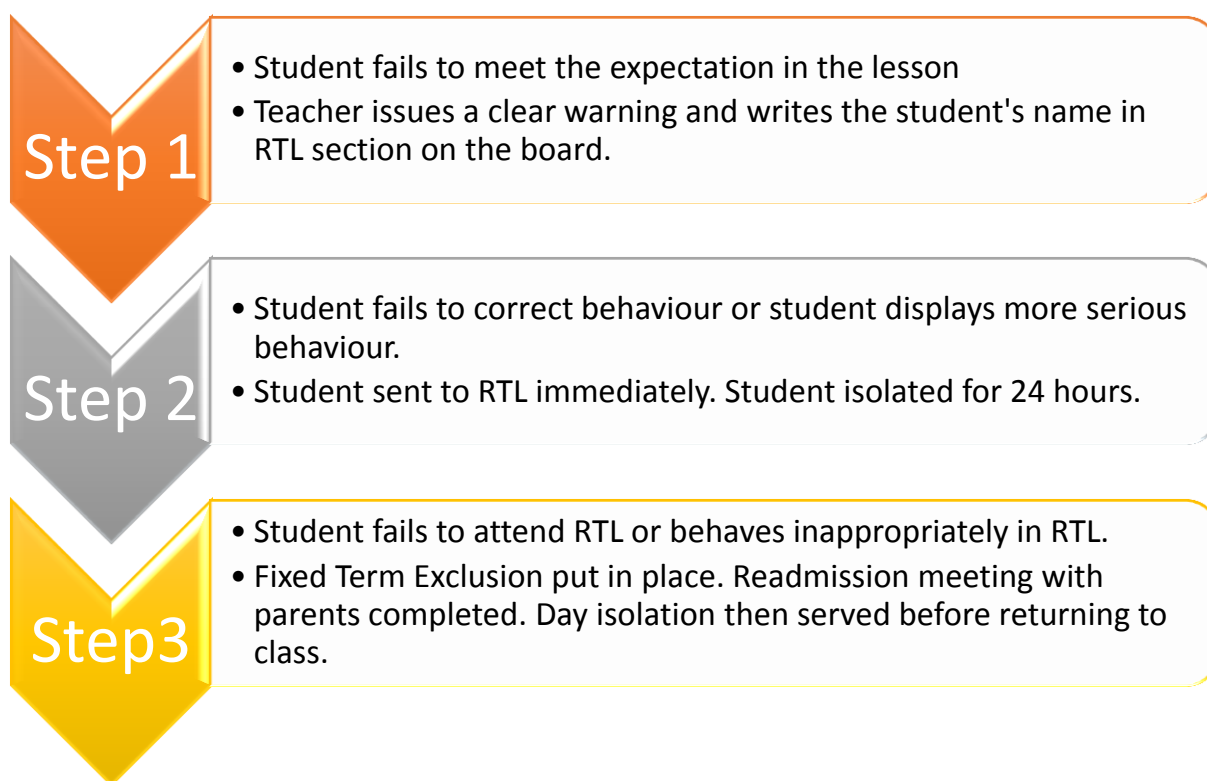 Step 1
• Student fails to meet the expectation in the lesson
• Teacher issues a clear warning and writes the student's name in
RTL section on the board.
Step 2
• Student fails to correct behaviour or student displays more serious
behaviour.
• Student sent to RTL immediately. Student isolated for 24 hours.
Step3
• Student fails to attend RTL or behaves inappropriately in RTL.
• Fixed Term Exclusion put in place. Readmission meeting with
parents completed. Day isolation then served before returning to
class.